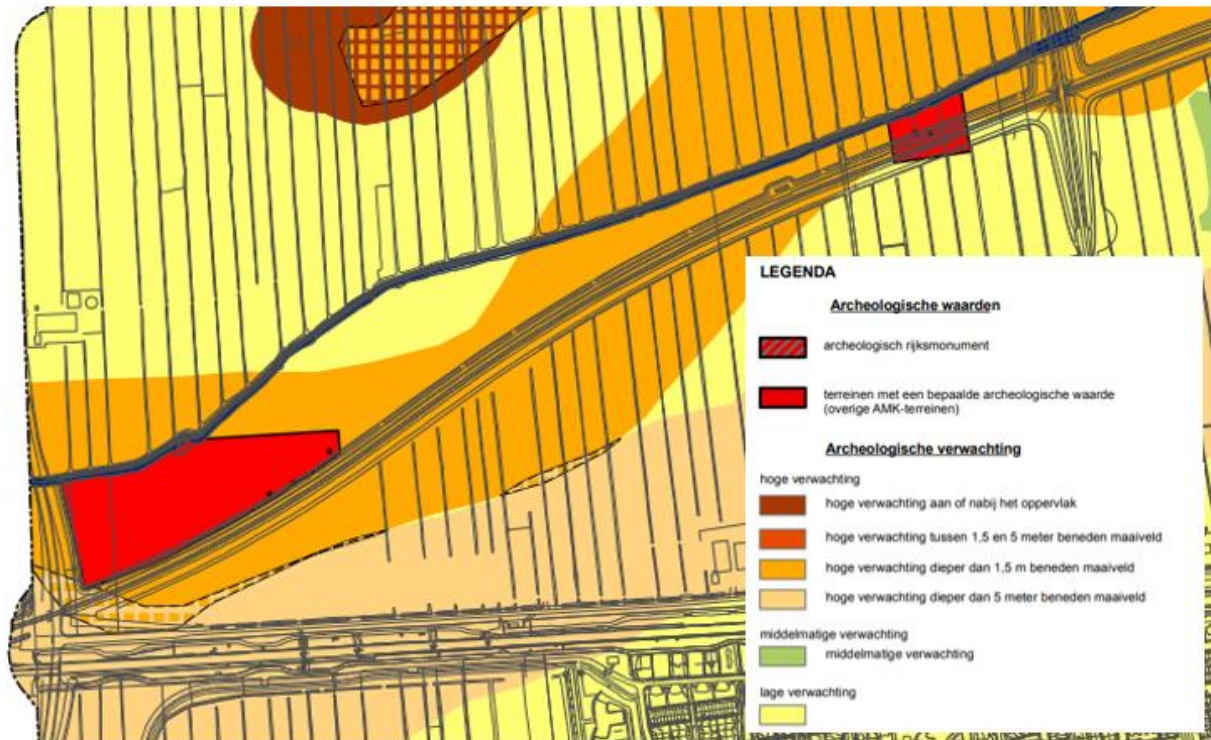 LEGENDA
Archeologische waarden
archeologisch rijksmonument
terreinen met een bepaalde archeologische waarde
(overige AMK-terreinen)
Archeologische verwachting
hoge verwachting
hoge verwachting aan of nabij het oppervlak
hoge verwachting tussen 1,5 en 5 meter beneden maaiveld
hoge verwachting dieper dan 1,5 m beneden maaiveld
hoge verwachting dieper dan 5 meter beneden maaiveld
middelmatige verwachting
middelmatige verwachting
lage verwachting